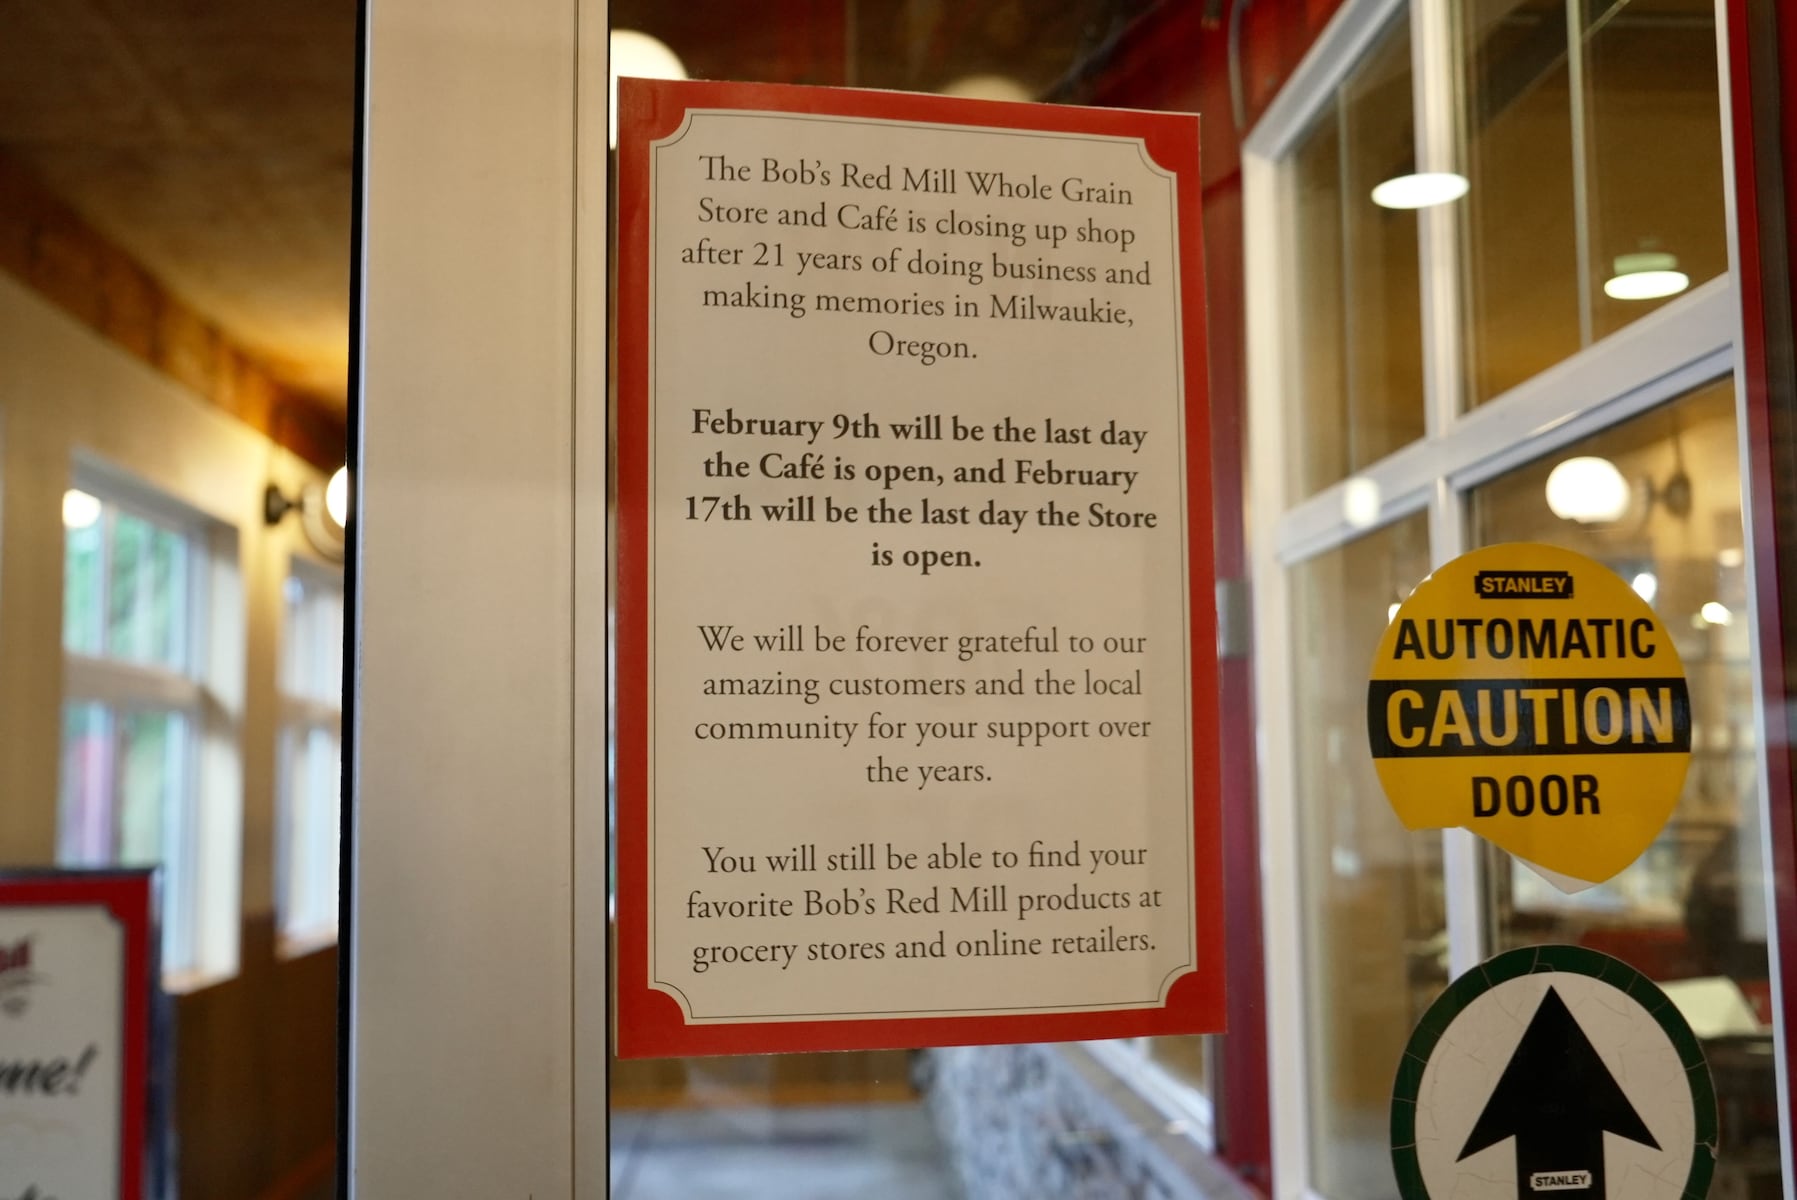 The Bob's Red Mill Whole Grain
Store and Café is closing up shop
after 21 years of doing business and
making memories in Milwaukie,
Oregon.
February 9th will be the last day
the Café is open, and February
17th will be the last day the Store
is open.
We will be forever grateful to our
amazing customers and the local
community for your support over
the years.
You will still be able to find your
favorite Bob's Red Mill products at
grocery stores and online retailers.
STANLEY
AUTOMATIC
CAUTION
DOOR
STANLEY